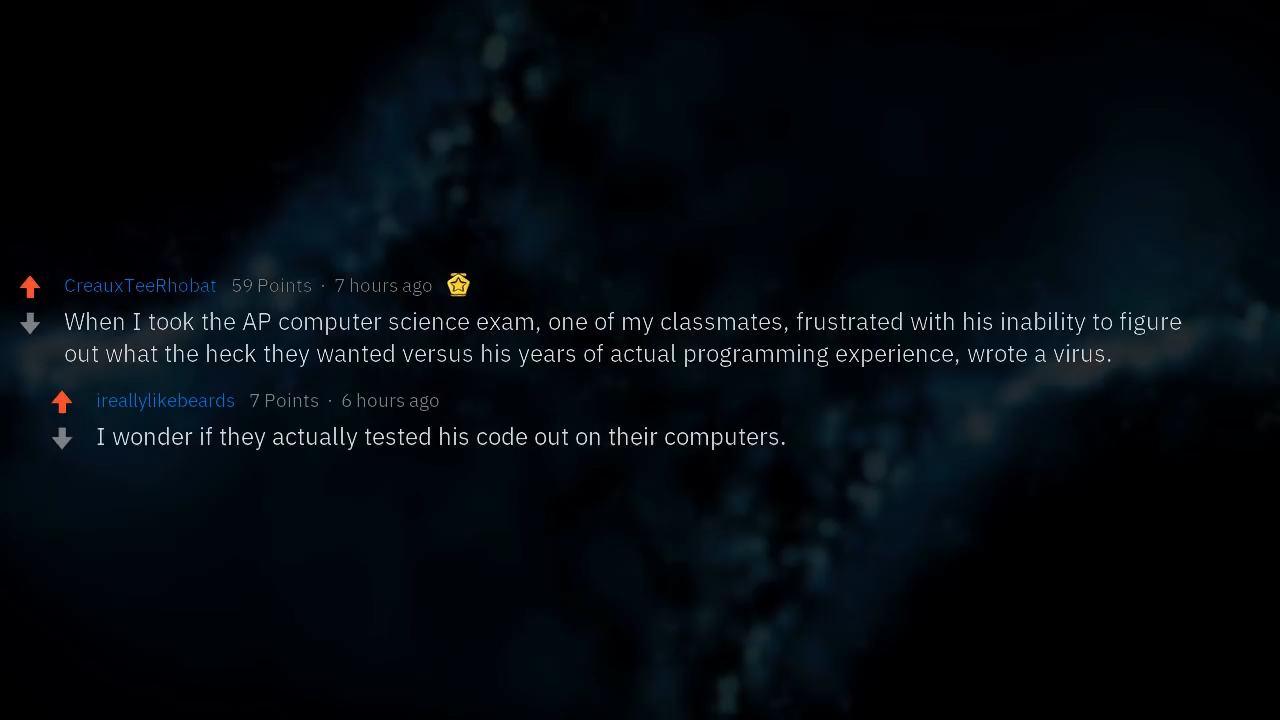 CreauxTeeRhobat 59 Points · 7 hours ago
When I took the AP computer science exam, one of my classmates, frustrated with his inability to figure
out what the heck they wanted versus his years of actual programming experience, wrote a virus.
ireallylikebeards 7 Points · 6 hours ago
I wonder if they actually tested his code out on their computers.